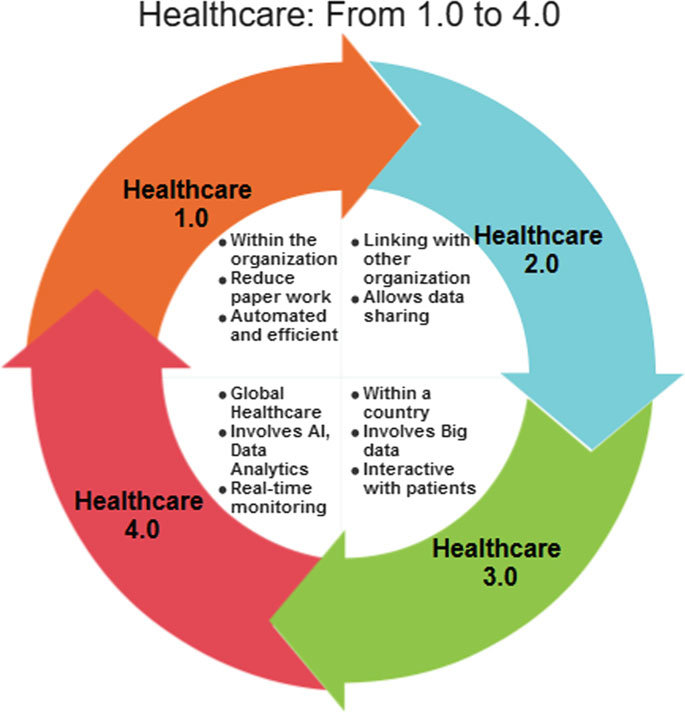 Healthcare: From 1.0 to 4.0
Healthcare
1.0
• Within the
organization
• Reduce
paper work
• Automated
and efficient
Healthcare
2.0
• Linking with
other
organization
• Allows data
sharing
Healthcare
3.0
• Within a
country
• Involves Big
data
• Interactive
with patients
Healthcare
4.0
• Global
Healthcare
• Involves AI,
Data
Analytics
• Real-time
monitoring